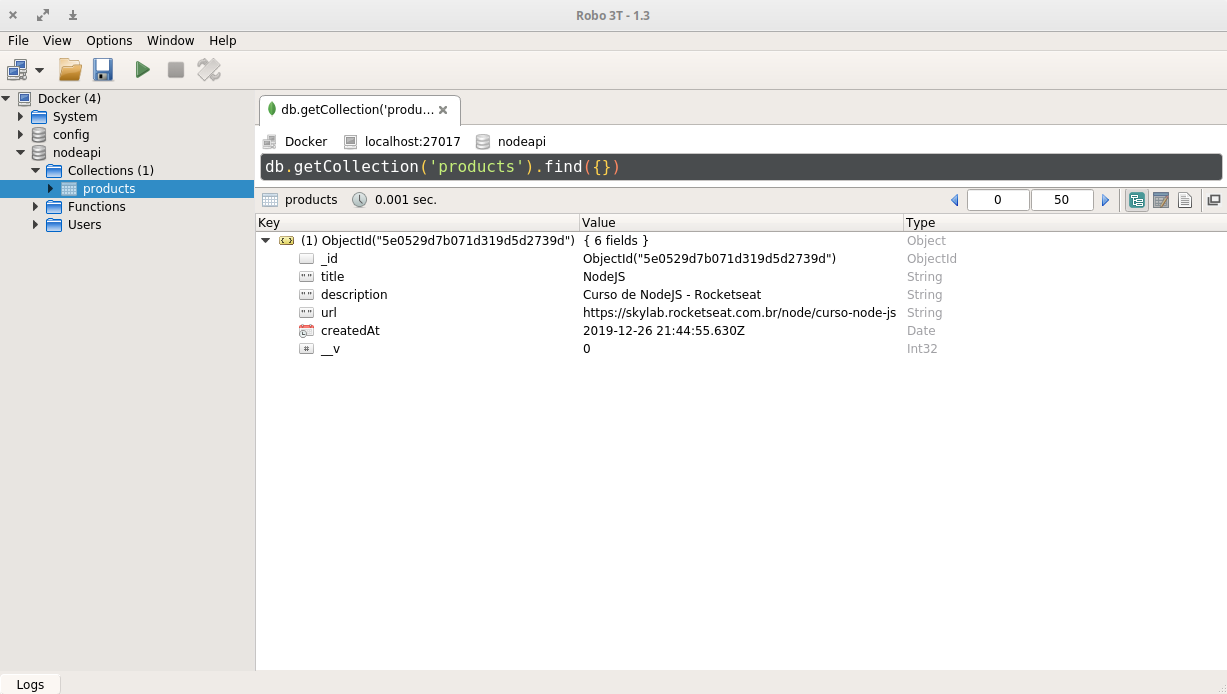 Robo 3T - 1.3
File View Options Window Help
Docker (4)
System
config
nodeapi
Collections (1)
products
Functions
Users
db.getCollection('produ...
Docker localhost:27017 nodeapi
db.getCollection('products').find({})
products 0.001 sec. 0 50
Key Value Type
(1) ObjectId("5e0529d7b071d319d5d2739d") { 6 fields } Object
_id ObjectId("5e0529d7b071d319d5d2739d") ObjectId
title NodeJS String
description Curso de NodeJS - Rocketseat String
url https://skylab.rocketseat.com.br/node/curso-node-js String
createdAt 2019-12-26 21:44:55.630Z Date
__v 0 Int32
Logs